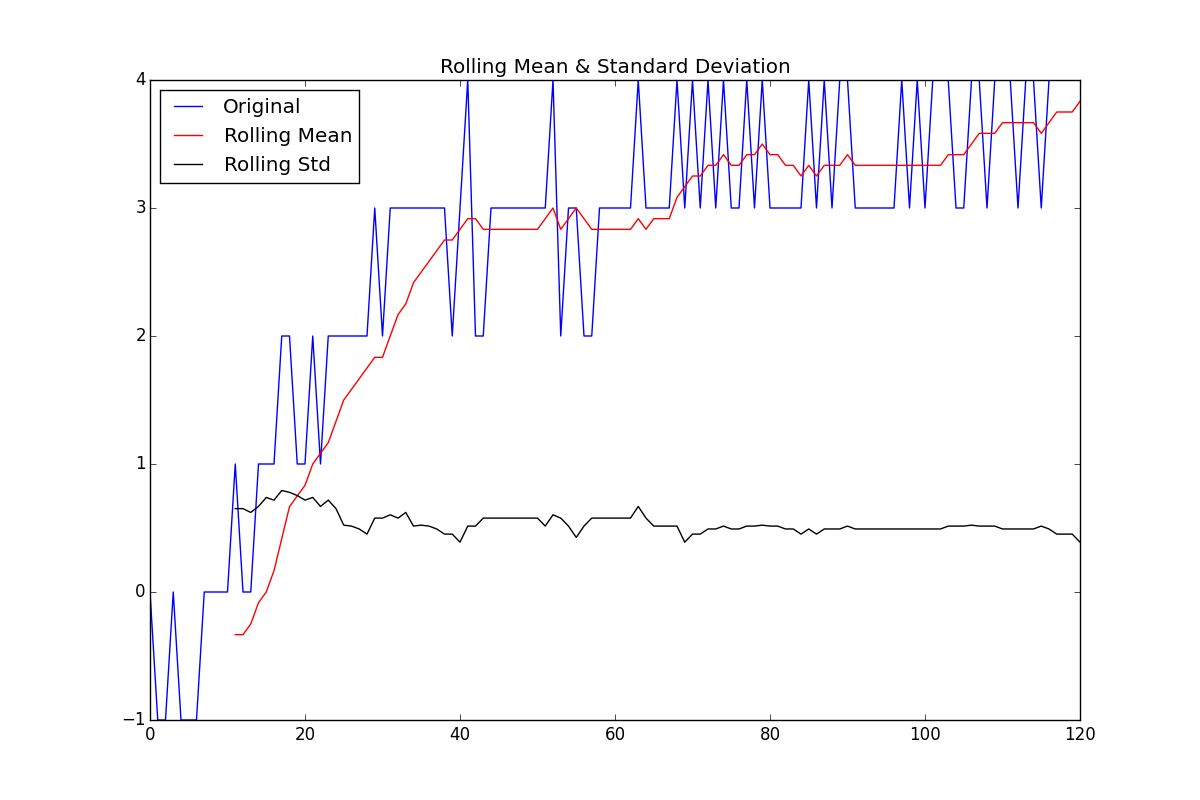 Rolling Mean & Standard Deviation
Original
Rolling Mean
Rolling Std
4
3
2
1
0
−1
0 20 40 60 80 100 120